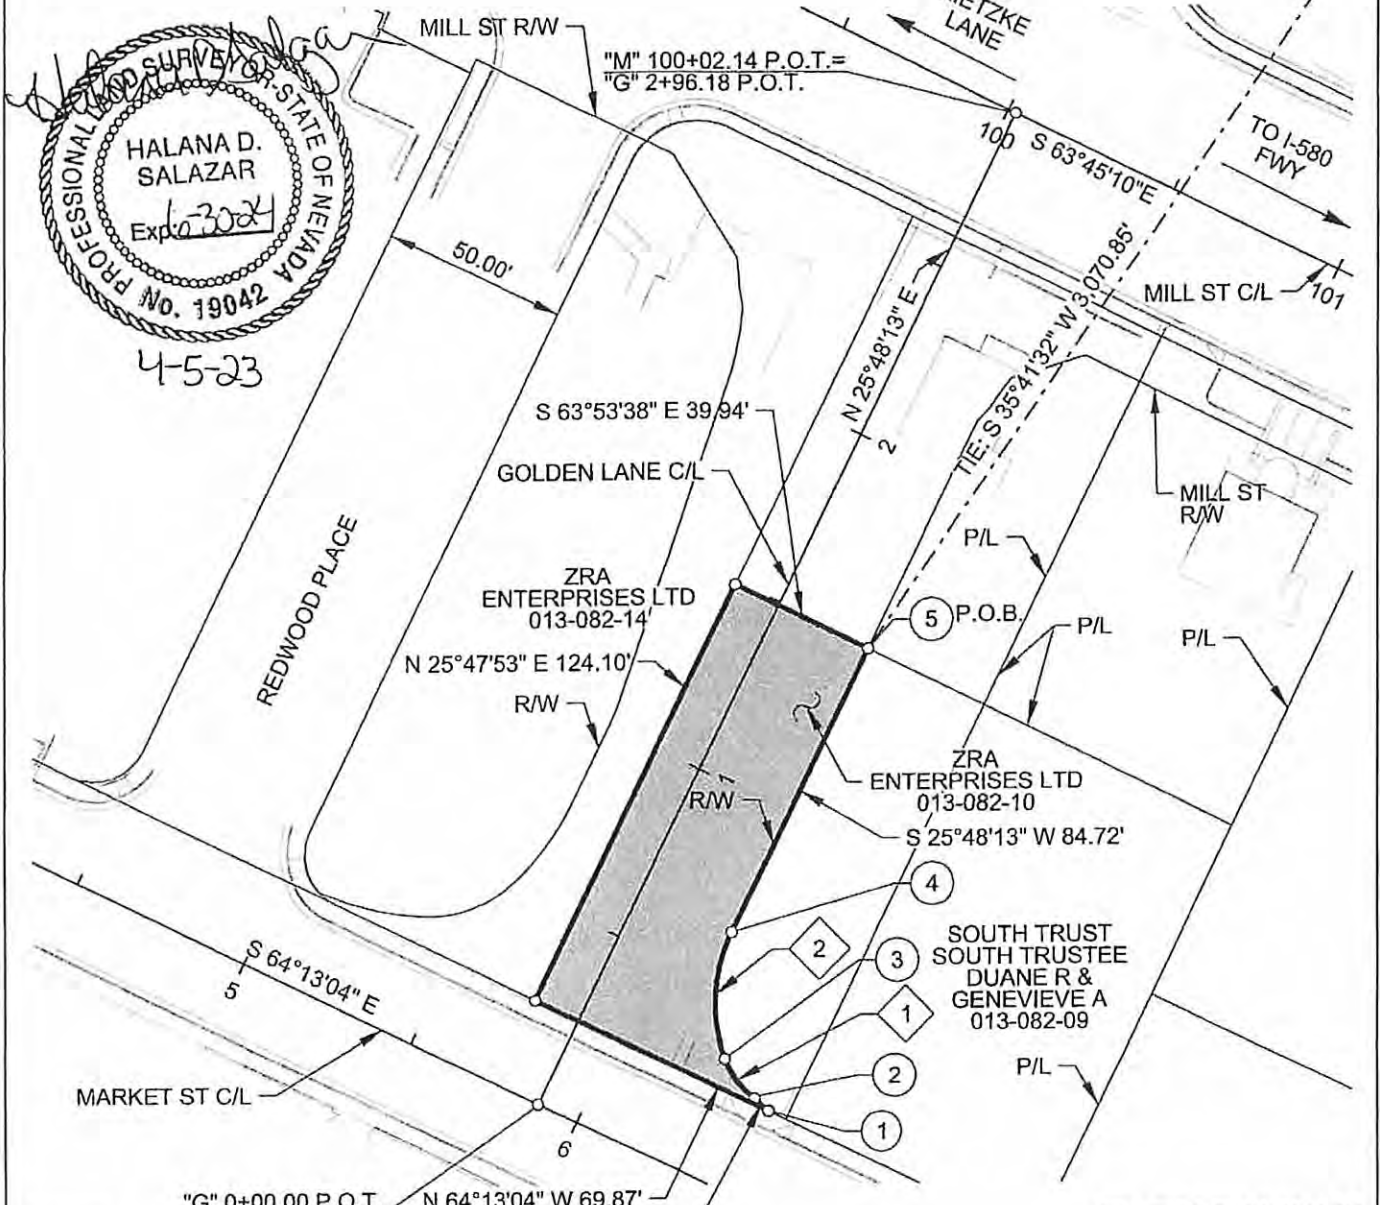 MILL ST R/W
LANE
"M" 100+02.14 P.O.T.=
"G" 2+96.18 P.O.T.
PROFESSIONAL LAND SURVEYOR-STATE OF NEVADA
HALANA D.
SALAZAR
Exp: 6-30-24
No. 19042
4-5-23
100
S 63°45'10"E
TO I-580
FWY
50.00'
MILL ST C/L
101
N 25°48'13" E
TIE: S 35°41'32" W 3,070.85'
S 63°53'38" E 39.94'
2
GOLDEN LANE C/L
MILL ST
R/W
P/L
REDWOOD PLACE
ZRA
ENTERPRISES LTD
013-082-14
5 P.O.B.
P/L
P/L
N 25°47'53" E 124.10'
R/W
1
R/W
ZRA
ENTERPRISES LTD
013-082-10
S 25°48'13" W 84.72'
4
2
3
SOUTH TRUST
SOUTH TRUSTEE
DUANE R &
GENEVIEVE A
013-082-09
1
S 64°13'04" E
5
P/L
2
MARKET ST C/L
1
6
"G" 0+00.00 P.O.T.
N 64°13'04" W 69.87'